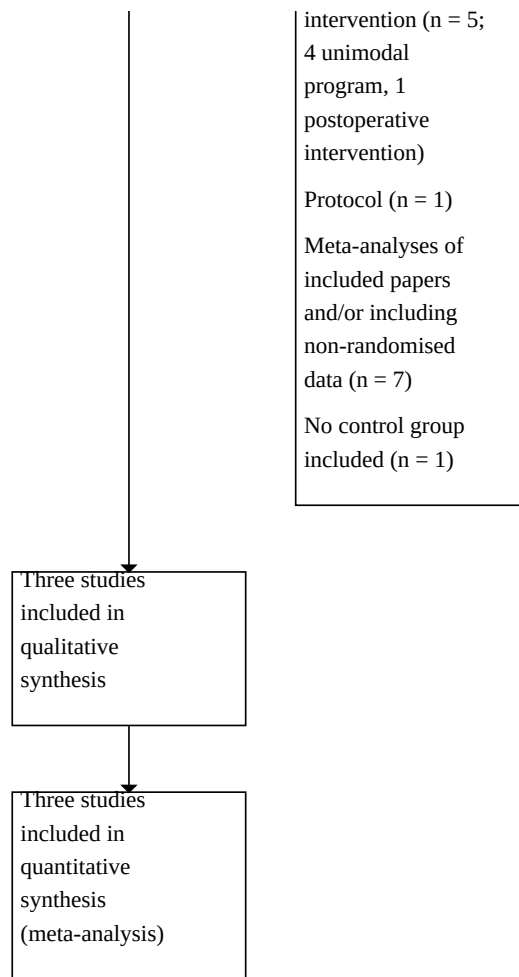 intervention (n = 5;
4 unimodal
program, 1
postoperative
intervention)
Protocol (n = 1)
Meta-analyses of
included papers
and/or including
non-randomised
data (n = 7)
No control group
included (n = 1)
Three studies
included in
qualitative
synthesis
Three studies
included in
quantitative
synthesis
(meta-analysis)